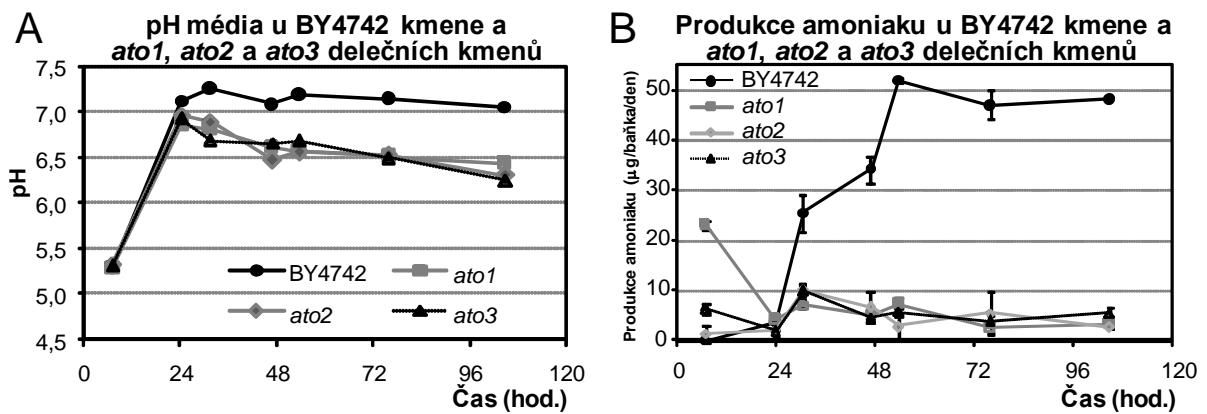 A
pH média u BY4742 kmene a
ato1, ato2 a ato3 delečních kmenů
7,5
7,0
6,5
6,0
5,5
5,0
4,5
pH
BY4742
ato1
ato2
ato3
0
24
48
72
96
120
Čas (hod.)
B
Produkce amoniaku u BY4742 kmene a
ato1, ato2 a ato3 delečních kmenů
50
40
30
20
10
0
Produkce amoniaku (µg/baňka/den)
BY4742
ato1
ato2
ato3
0
24
48
72
96
120
Čas (hod.)